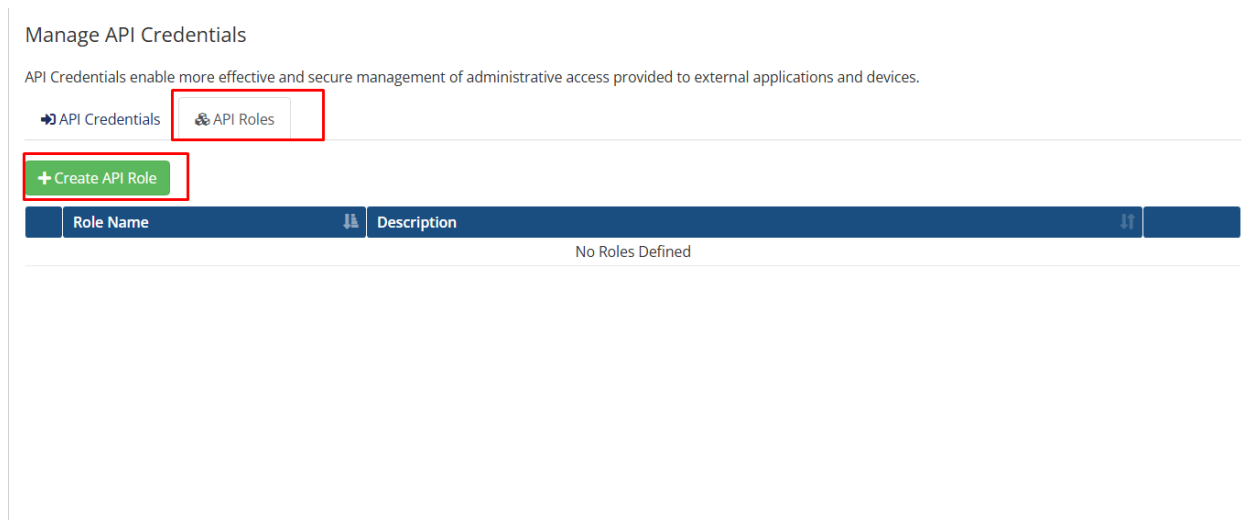 Manage API Credentials
API Credentials enable more effective and secure management of administrative access provided to external applications and devices.
API Credentials API Roles
Create API Role
Role Name Description
No Roles Defined